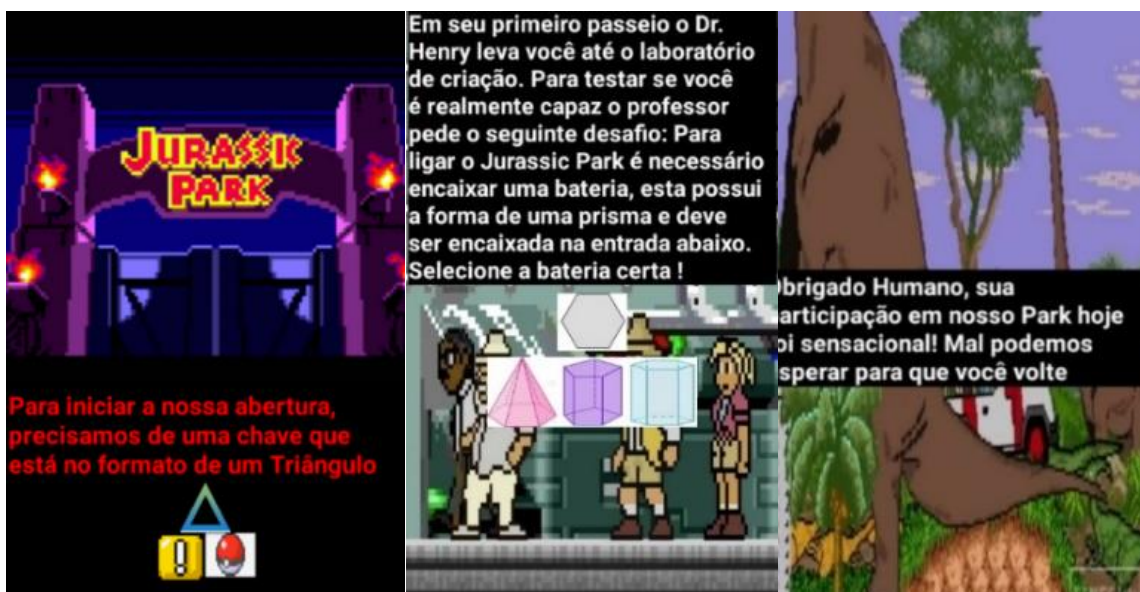 JURASSIC
PARK
Para iniciar a nossa abertura,
precisamos de uma chave que
está no formato de um Triângulo
Em seu primeiro passeio o Dr.
Henry leva você até o laboratório
de criação. Para testar se você
é realmente capaz o professor
pede o seguinte desafio: Para
ligar o Jurassic Park é necessário
encaixar uma bateria, esta possui
a forma de uma prisma e deve
ser encaixada na entrada abaixo.
Selecione a bateria certa !
brigado Humano, sua
articipação em nosso Park hoje
oi sensacional! Mal podemos
sperar para que você volte